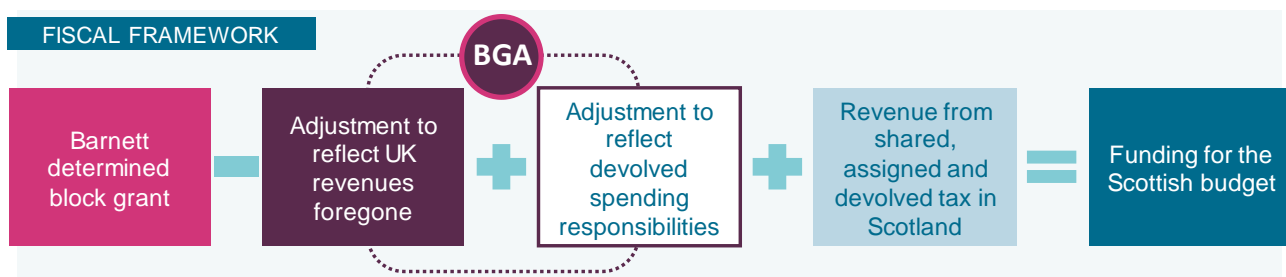 FISCAL FRAMEWORK
BGA
Barnett
determined
block grant
Adjustment to
reflect UK
revenues
foregone
Adjustment to
reflect
devolved
spending
responsibilities
Revenue from
shared,
assigned and
devolved tax in
Scotland
Funding for the
Scottish budget